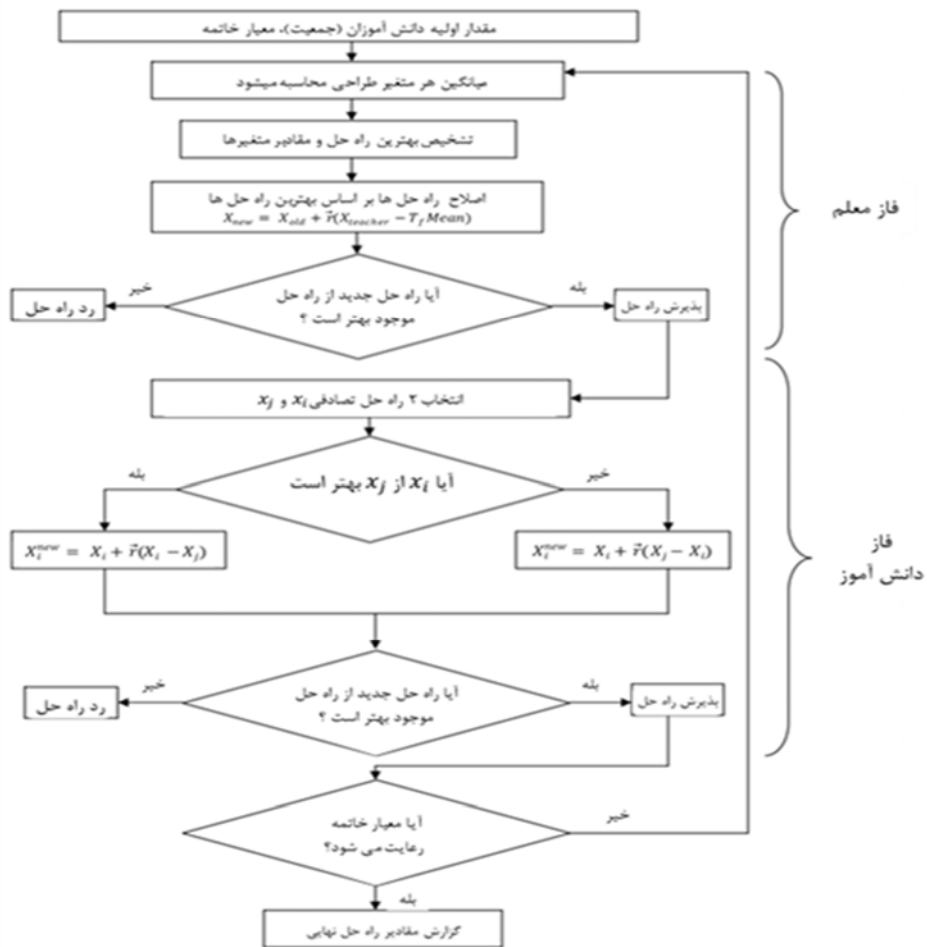 مقدار اولیه دانش آموزان (جمعیت)، معیار خاتمه
میانگین هر متغیر طراحی محاسبه میشود
تشخیص بهترین راه حل و مقادیر متغیرها
اصلاح راه حل ها بر اساس بهترین راه حل ها
X_new = X_old + r⃗(X_teacher − T_f Mean)
فاز معلم
آیا راه حل جدید از راه حل
موجود بهتر است ؟
بله
پذیرش راه حل
خیر
رد راه حل
انتخاب ۲ راه حل تصادفی x_i و x_j
آیا x_i از x_j بهتر است
خیر
بله
X_i^new = X_i + r⃗(X_j − X_i)
X_i^new = X_i + r⃗(X_i − X_j)
فاز
دانش آموز
آیا راه حل جدید از راه حل
موجود بهتر است ؟
بله
پذیرش راه حل
خیر
رد راه حل
آیا معیار خاتمه
رعایت می شود؟
خیر
بله
گزارش مقادیر راه حل نهایی